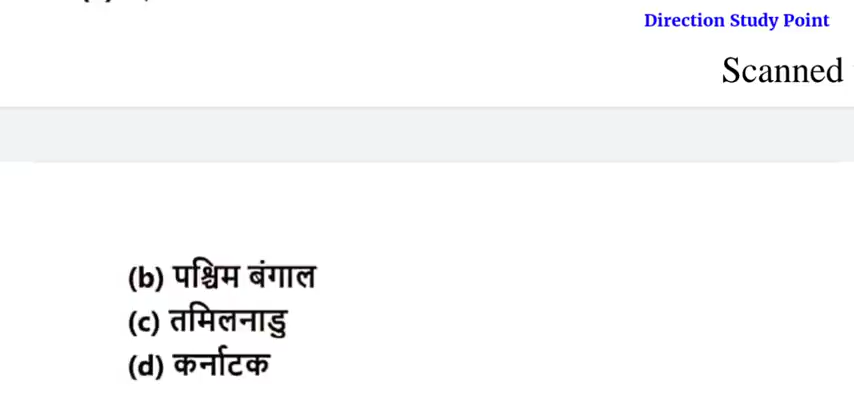 Direction Study Point
Scanned
(b) पश्चिम बंगाल
(c) तमिलनाडु
(d) कर्नाटक